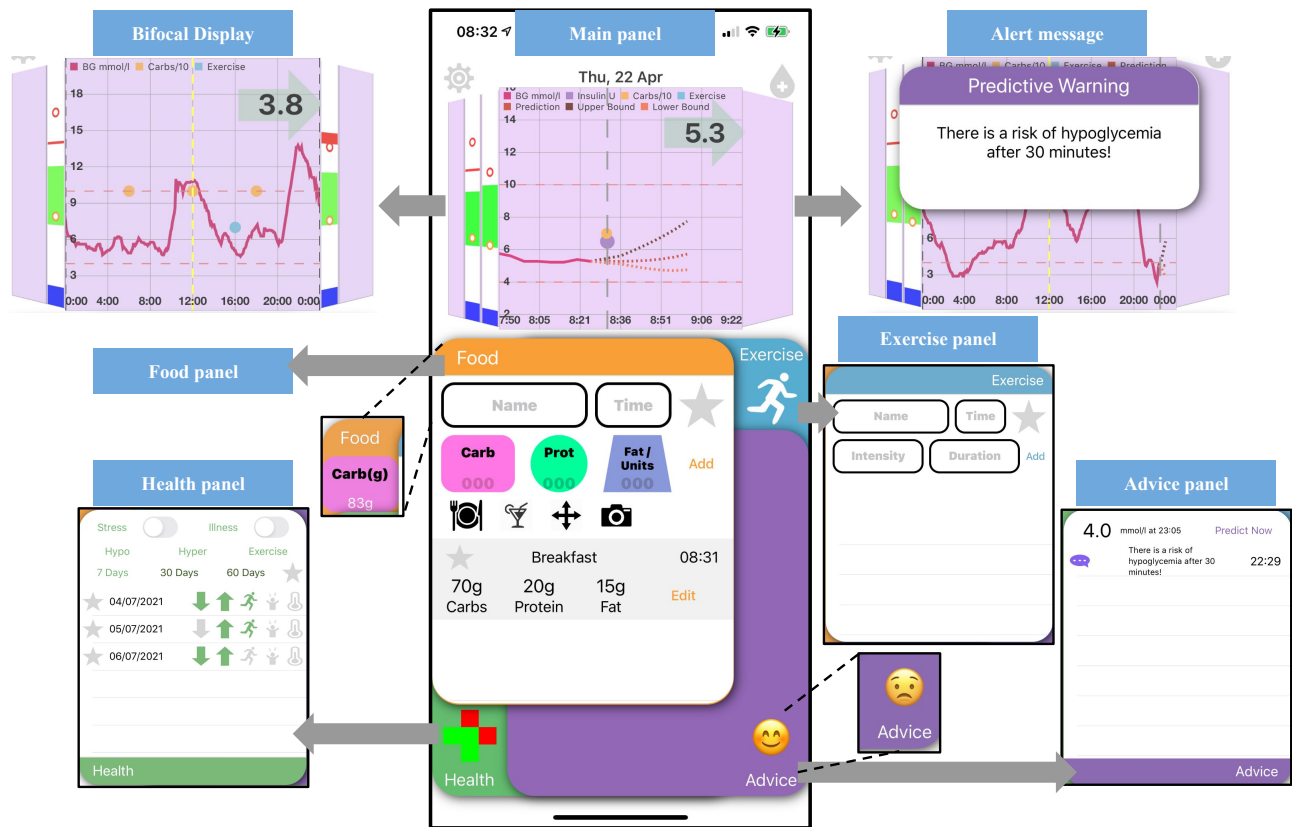 Bifocal Display
BG mmol/l Carbs/10 Exercise
3.8
18
15
12
9
6
3
0:00 4:00 8:00 12:00 16:00 20:00 0:00
08:32
Main panel
Thu, 22 Apr
BG mmol/l Insulin U Carbs/10 Exercise
Prediction Upper Bound Lower Bound
5.3
16
14
12
10
8
6
4
2
7:50 8:05 8:21 8:36 8:51 9:06 9:22
Alert message
BG mmol/l Carbs/10 Exercise Prediction
Predictive Warning
There is a risk of hypoglycemia
after 30 minutes!
6
3
0:00 4:00 8:00 12:00 16:00 20:00 0:00
Food panel
Food
Carb(g)
83g
Food
Name Time
Carb
000
Prot
000
Fat /
Units
000
Add
Breakfast 08:31
70g 20g 15g
Carbs Protein Fat
Edit
Exercise
Health
Advice
Exercise panel
Exercise
Name Time
Intensity Duration Add
Advice
Health panel
Stress Illness
Hypo Hyper Exercise
7 Days 30 Days 60 Days
04/07/2021
05/07/2021
06/07/2021
Health
Advice panel
4.0 mmol/l at 23:05 Predict Now
There is a risk of
hypoglycemia after 30
minutes!
22:29
Advice